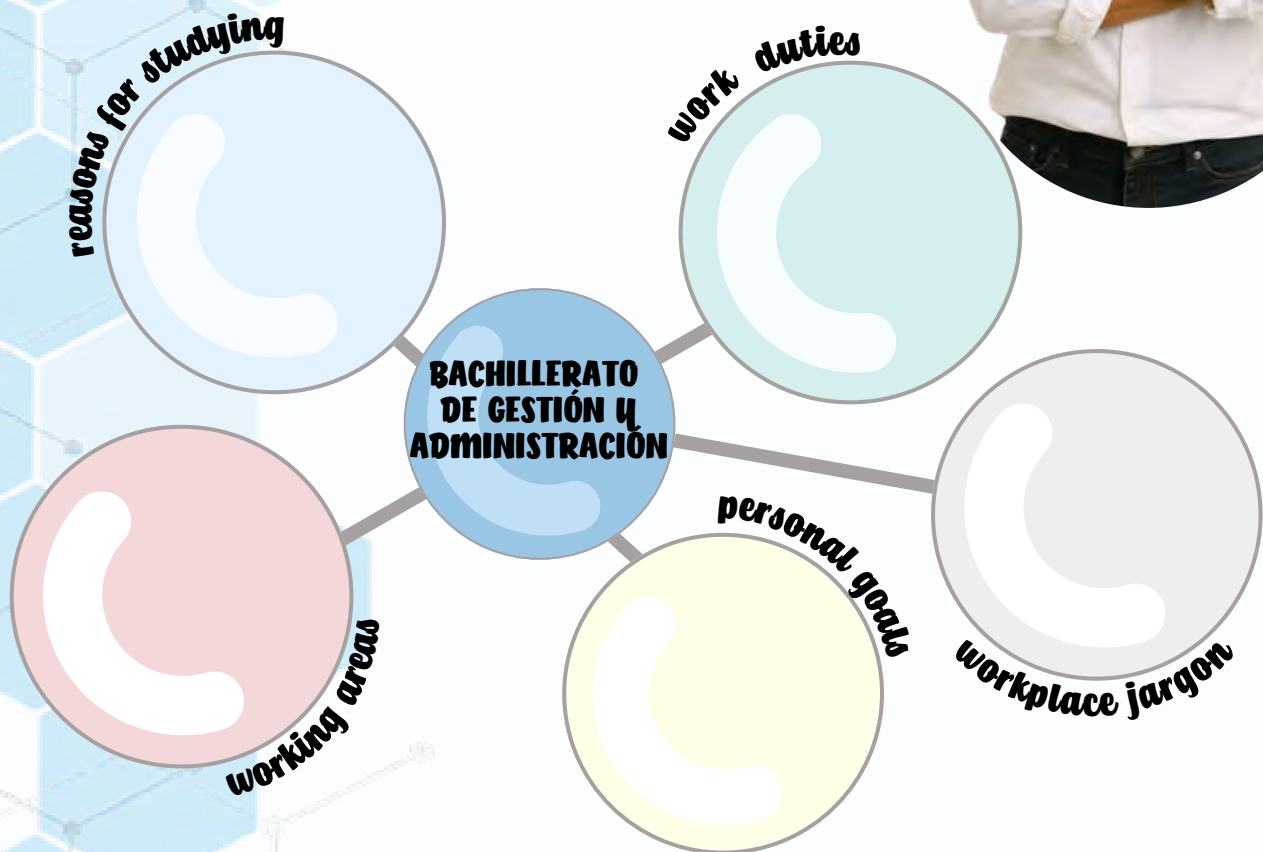 reasons for studying
work duties
BACHILLERATO
DE GESTIÓN y
ADMINISTRACIÓN
personal goals
workplace jargon
working areas